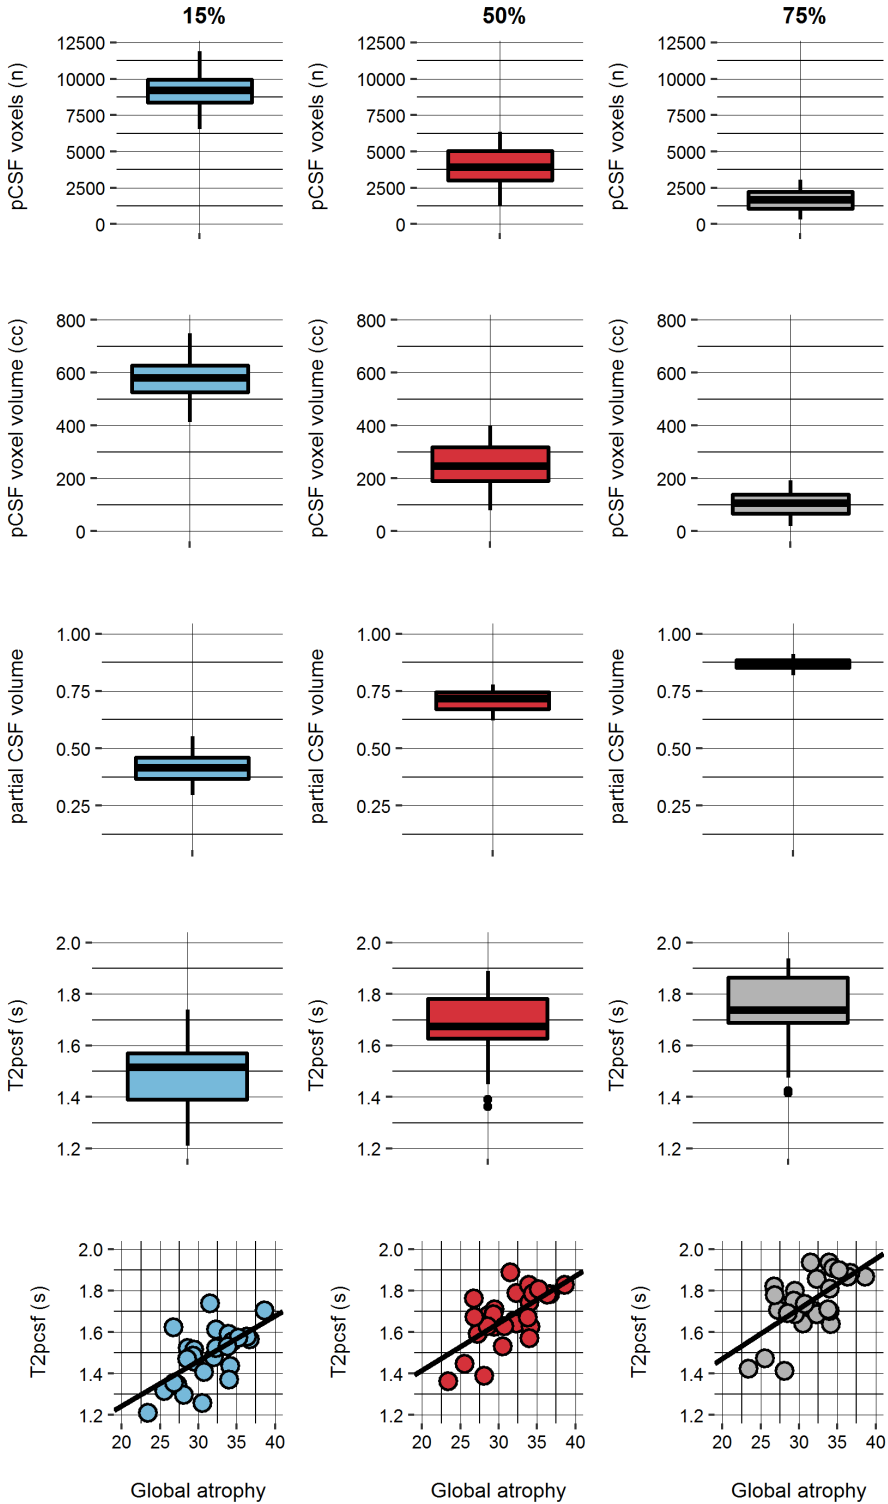 15% 50% 75%
pCSF voxels (n) pCSF voxels (n) pCSF voxels (n)
12500 12500 12500
10000 10000 10000
7500 7500 7500
5000 5000 5000
2500 2500 2500
0 0 0
pCSF voxel volume (cc) pCSF voxel volume (cc) pCSF voxel volume (cc)
800 800 800
600 600 600
400 400 400
200 200 200
0 0 0
partial CSF volume partial CSF volume partial CSF volume
1.00 1.00 1.00
0.75 0.75 0.75
0.50 0.50 0.50
0.25 0.25 0.25
T2pcsf (s) T2pcsf (s) T2pcsf (s)
2.0 2.0 2.0
1.8 1.8 1.8
1.6 1.6 1.6
1.4 1.4 1.4
1.2 1.2 1.2
T2pcsf (s) T2pcsf (s) T2pcsf (s)
2.0 2.0 2.0
1.8 1.8 1.8
1.6 1.6 1.6
1.4 1.4 1.4
1.2 1.2 1.2
20 25 30 35 40 20 25 30 35 40 20 25 30 35 40
Global atrophy Global atrophy Global atrophy